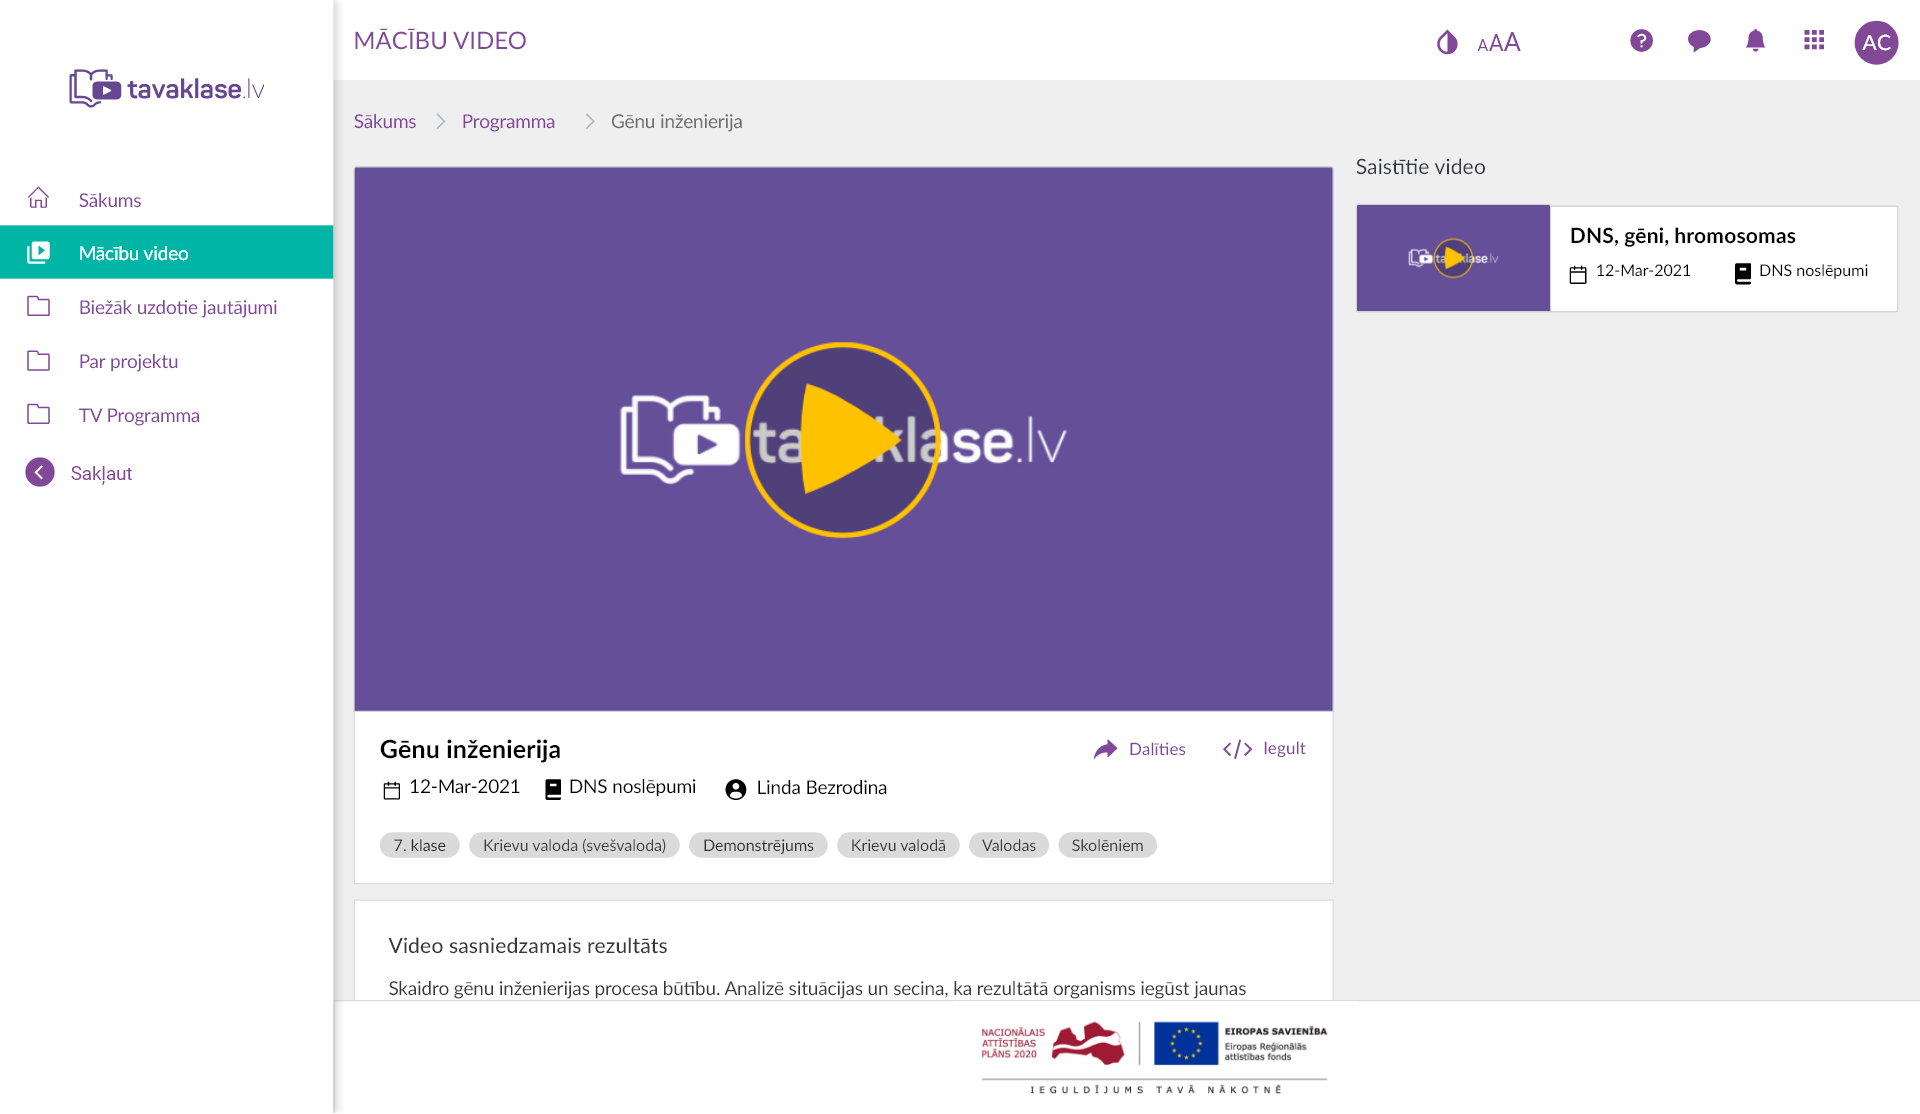 tavaklase.lv
Sākums
Mācību video
Biežāk uzdotie jautājumi
Par projektu
TV Programma
Sakļaut
MĀCĪBU VIDEO
AAA
AC
Sākums
Programma
Gēnu inženierija
tavaklase.lv
Gēnu inženierija
Dalīties
Iegult
12-Mar-2021
DNS noslēpumi
Linda Bezrodina
7. klase
Krievu valoda (svešvaloda)
Demonstrējums
Krievu valodā
Valodas
Skolēniem
Video sasniedzamais rezultāts
Skaidro gēnu inženierijas procesa būtību. Analizē situācijas un secina, ka rezultātā organisms iegūst jaunas
Saistītie video
tavaklase.lv
DNS, gēni, hromosomas
12-Mar-2021
DNS noslēpumi
NACIONĀLAIS
ATTĪSTĪBAS
PLĀNS 2020
EIROPAS SAVIENĪBA
Eiropas Reģionālās
attīstības fonds
IEGULDĪJUMS TAVĀ NĀKOTNĒ